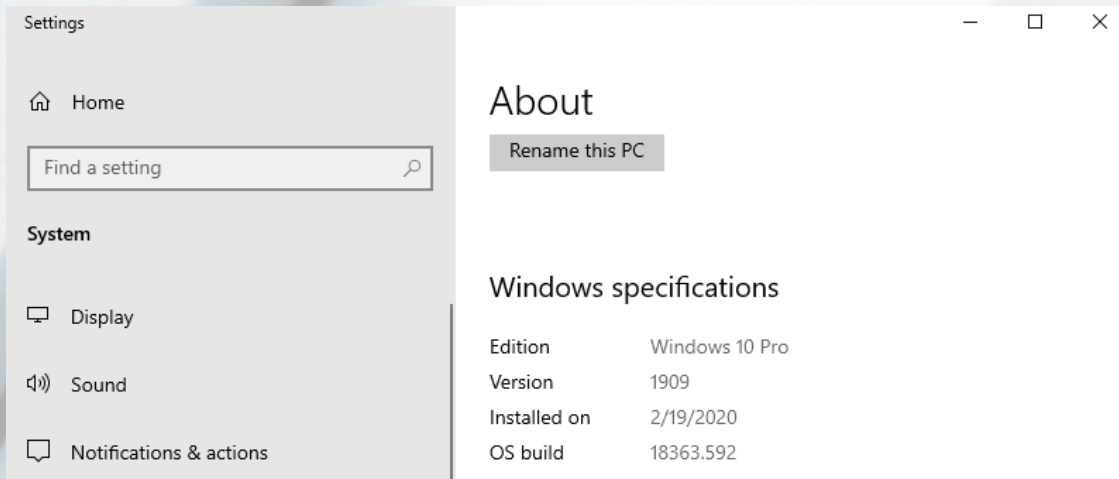 Settings
Home
Find a setting
System
Display
Sound
Notifications & actions
About
Rename this PC
Windows specifications
Edition Windows 10 Pro
Version 1909
Installed on 2/19/2020
OS build 18363.592